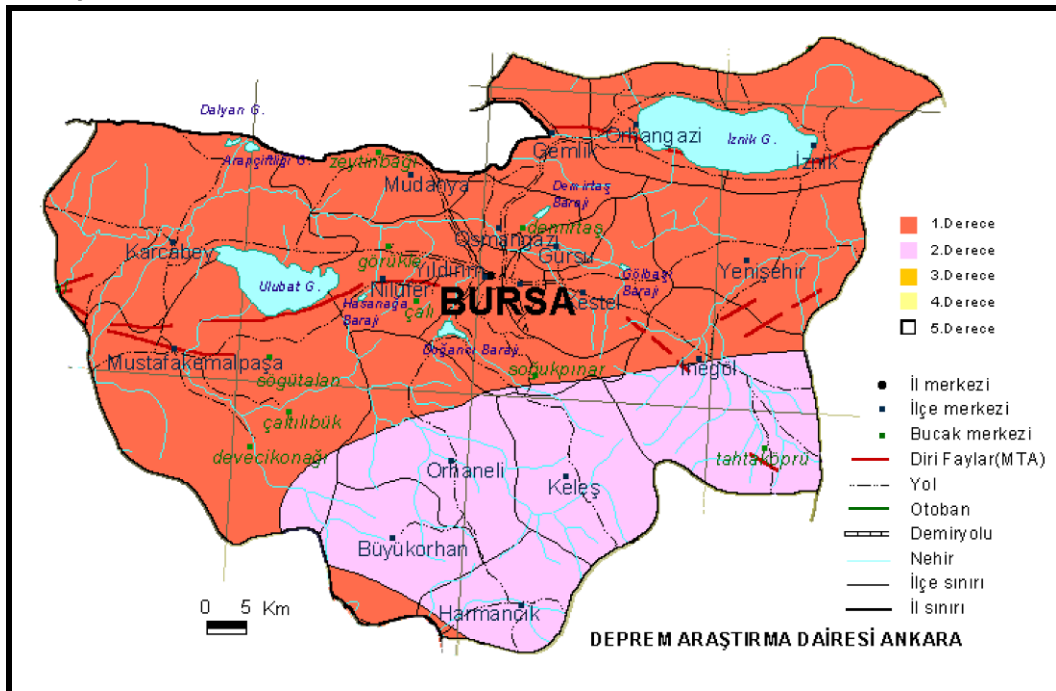 Dalyan G.
Arapçiftliği G.
zeytinbağı
Mudanya
Gemlik
Orhangazi
İznik G.
İznik
Demirtaş
Barajı
Osmangazi
demirtaş
Gürsu
Karcabey
görükle
Yıldırım
Gölbaşı
Barajı
Yenişehir
Ulubat G.
Nilüfer
BURSA
Kestel
Hasanağa
Barajı
çalı
Doğancı Barajı
Mustafakemalpaşa
söğütalan
soğukpınar
İnegöl
çaltılıbük
devecikonağı
Orhaneli
Keleş
tahtaköprü
Büyükorhan
Harmancık
0 5 Km
1.Derece
2.Derece
3.Derece
4.Derece
5.Derece
İl merkezi
İlçe merkezi
Bucak merkezi
Diri Faylar(MTA)
Yol
Otoban
Demiryolu
Nehir
İlçe sınırı
İl sınırı
DEPREM ARAŞTIRMA DAİRESİ ANKARA